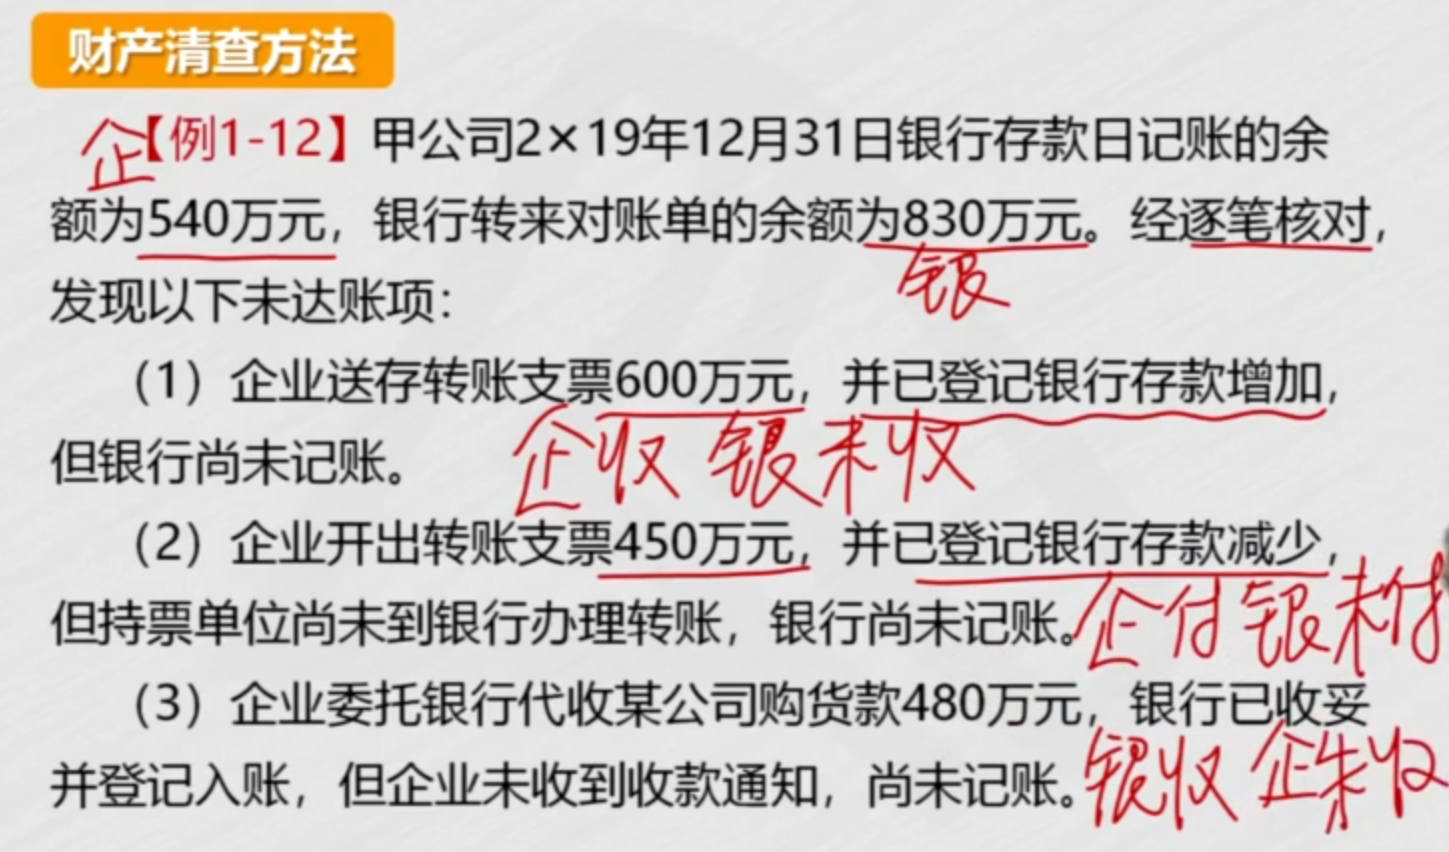 财产清查方法
企【例1-12】甲公司2×19年12月31日银行存款日记账的余
额为540万元，银行转来对账单的余额为830万元。经逐笔核对，
银
发现以下未达账项：
（1）企业送存转账支票600万元，并已登记银行存款增加，
但银行尚未记账。 企收 银未收
（2）企业开出转账支票450万元，并已登记银行存款减少，
但持票单位尚未到银行办理转账，银行尚未记账。企付 银未付
（3）企业委托银行代收某公司购货款480万元，银行已收妥
并登记入账，但企业未收到收款通知，尚未记账。银收 企未收